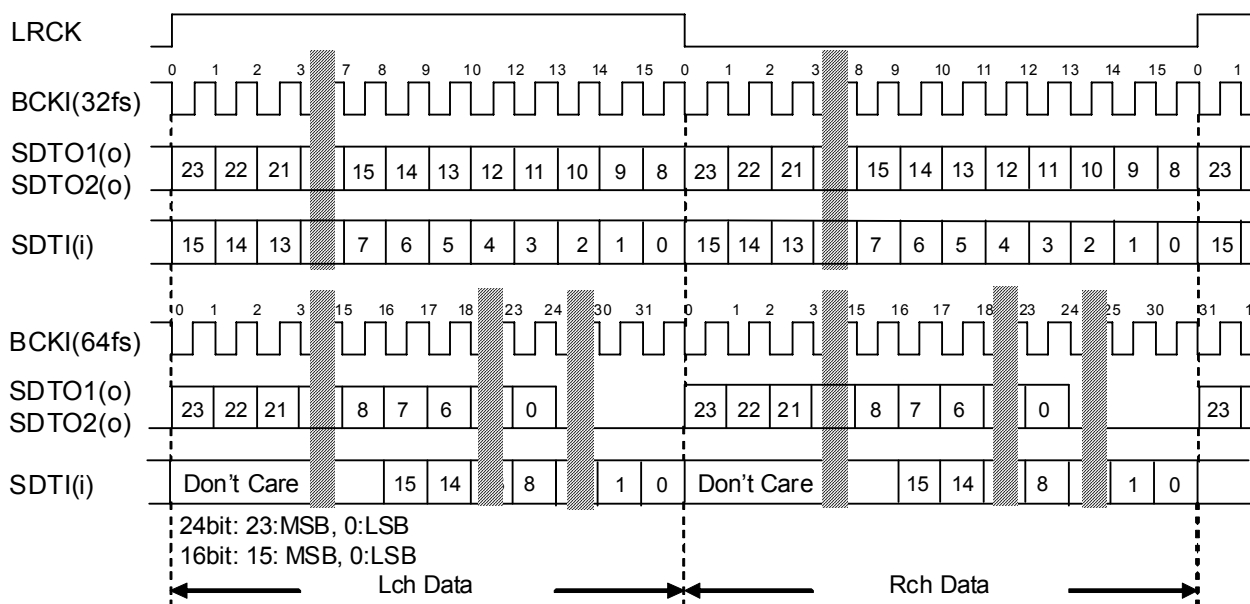 LRCK
0 1 2 3 7 8 9 10 11 12 13 14 15 0 1 2 3 8 9 10 11 12 13 14 15 0 1
BCKI(32fs)
SDTO1(o)
SDTO2(o)
23 22 21 15 14 13 12 11 10 9 8 23 22 21 15 14 13 12 11 10 9 8 23
SDTI(i)
15 14 13 7 6 5 4 3 2 1 0 15 14 13 7 6 5 4 3 2 1 0 15
0 1 2 3 15 16 17 18 23 24 30 31 0 1 2 3 15 16 17 18 23 24 25 30 31 1
BCKI(64fs)
SDTO1(o)
SDTO2(o)
23 22 21 8 7 6 0 23 22 21 8 7 6 0 23
SDTI(i)
Don't Care 15 14 8 1 0 Don't Care 15 14 8 1 0
24bit: 23:MSB, 0:LSB
16bit: 15: MSB, 0:LSB
Lch Data Rch Data